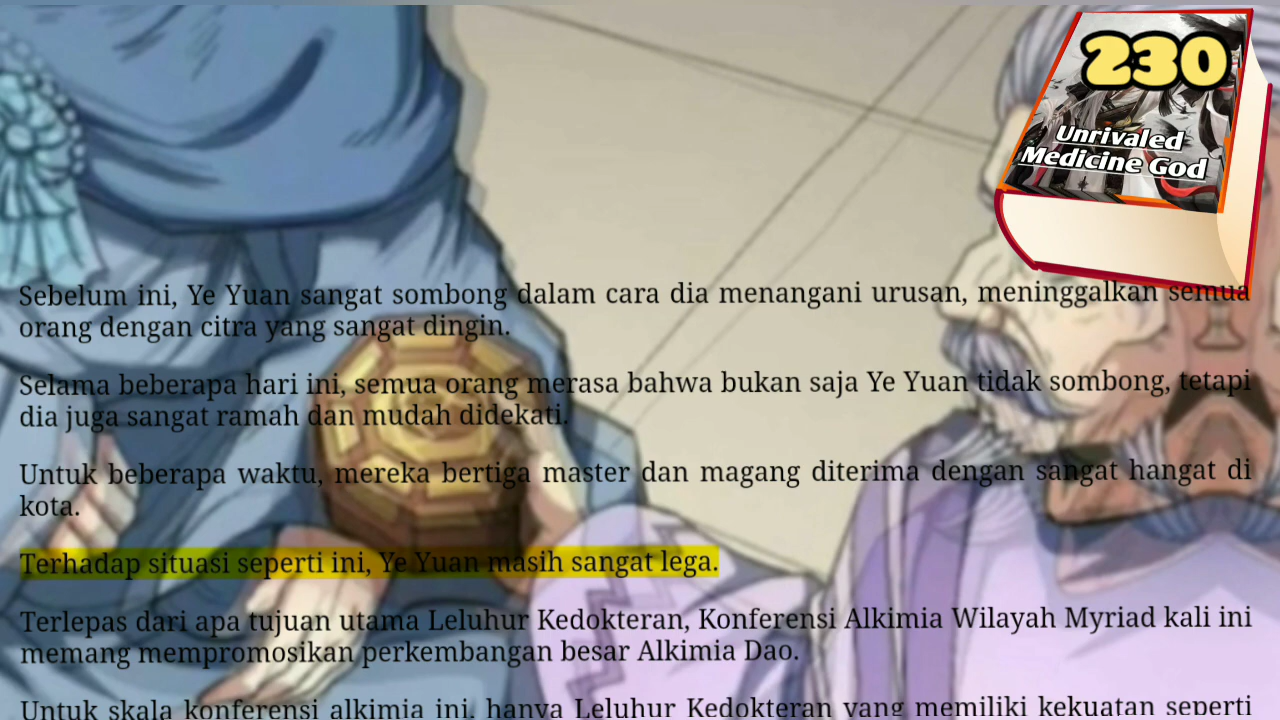 230
Unrivaled
Medicine God
Sebelum ini, Ye Yuan sangat sombong dalam cara dia menangani urusan, meninggalkan semua
orang dengan citra yang sangat dingin.
Selama beberapa hari ini, semua orang merasa bahwa bukan saja Ye Yuan tidak sombong, tetapi
dia juga sangat ramah dan mudah didekati.
Untuk beberapa waktu, mereka bertiga master dan magang diterima dengan sangat hangat di
kota.
Terhadap situasi seperti ini, Ye Yuan masih sangat lega.
Terlepas dari apa tujuan utama Leluhur Kedokteran, Konferensi Alkimia Wilayah Myriad kali ini
memang mempromosikan perkembangan besar Alkimia Dao.
Untuk skala konferensi alkimia ini, hanya Leluhur Kedokteran yang memiliki kekuatan seperti